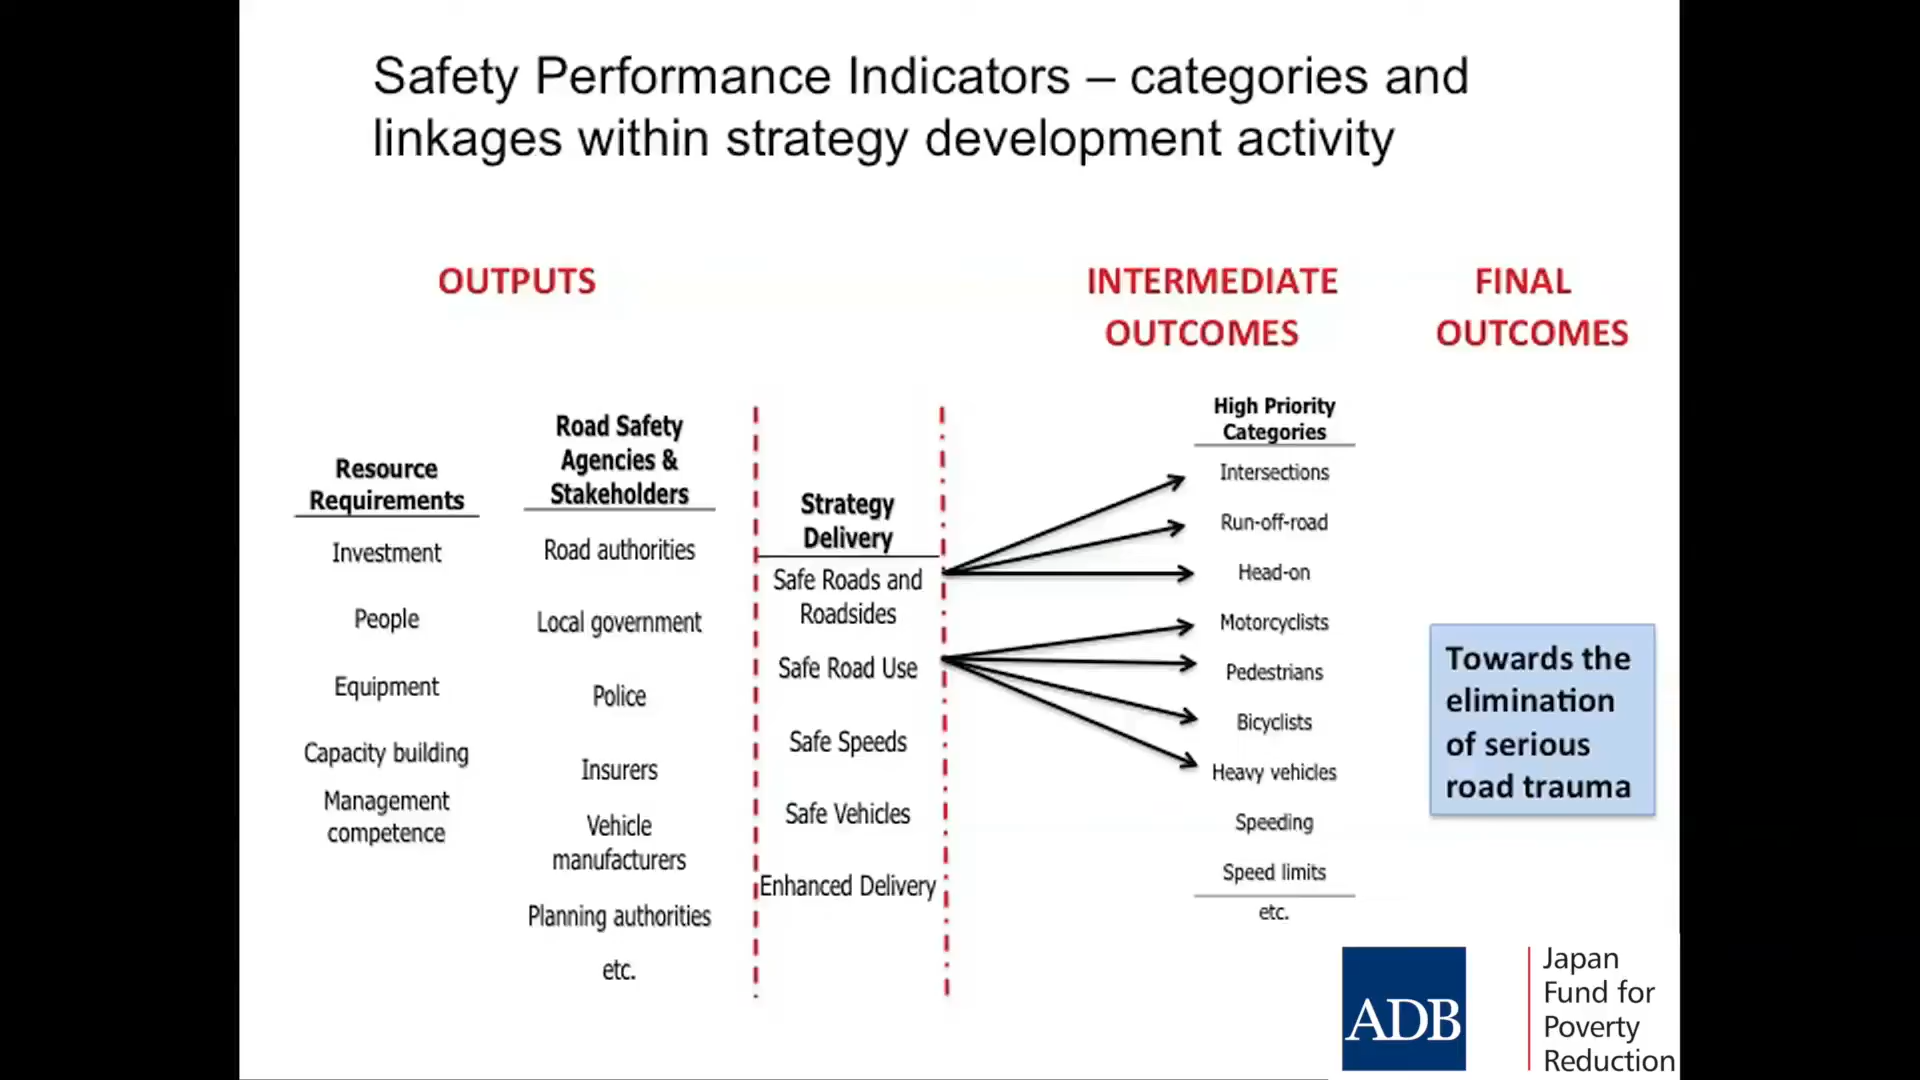 Safety Performance Indicators – categories and
linkages within strategy development activity
OUTPUTS
INTERMEDIATE
OUTCOMES
FINAL
OUTCOMES
Resource
Requirements
Investment
People
Equipment
Capacity building
Management
competence
Road Safety
Agencies &
Stakeholders
Road authorities
Local government
Police
Insurers
Vehicle
manufacturers
Planning authorities
etc.
Strategy
Delivery
Safe Roads and
Roadsides
Safe Road Use
Safe Speeds
Safe Vehicles
Enhanced Delivery
High Priority
Categories
Intersections
Run-off-road
Head-on
Motorcyclists
Pedestrians
Bicyclists
Heavy vehicles
Speeding
Speed limits
etc.
Towards the
elimination
of serious
road trauma
ADB
Japan
Fund for
Poverty
Reduction